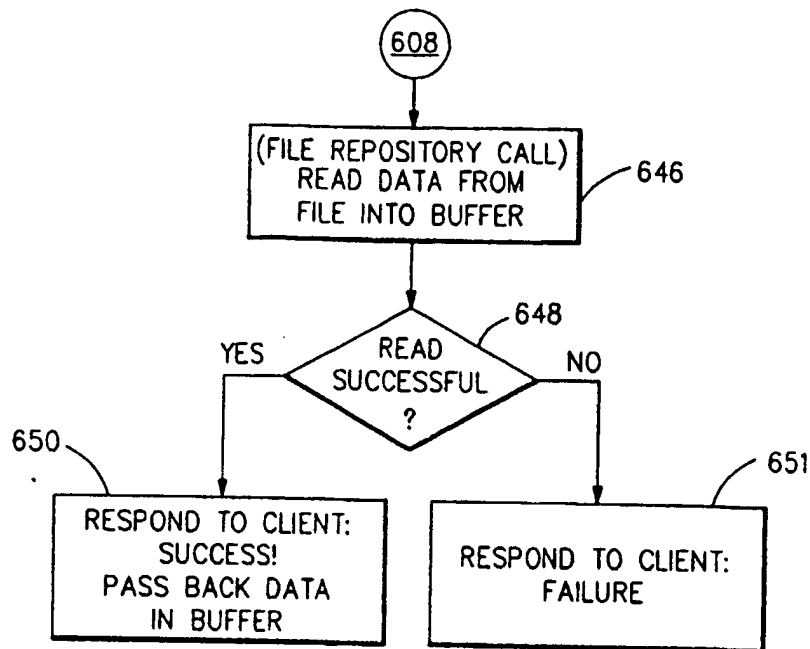 608
(FILE REPOSITORY CALL)
READ DATA FROM
FILE INTO BUFFER
646
648
READ
SUCCESSFUL
?
YES
NO
650
RESPOND TO CLIENT:
SUCCESS!
PASS BACK DATA
IN BUFFER
651
RESPOND TO CLIENT:
FAILURE